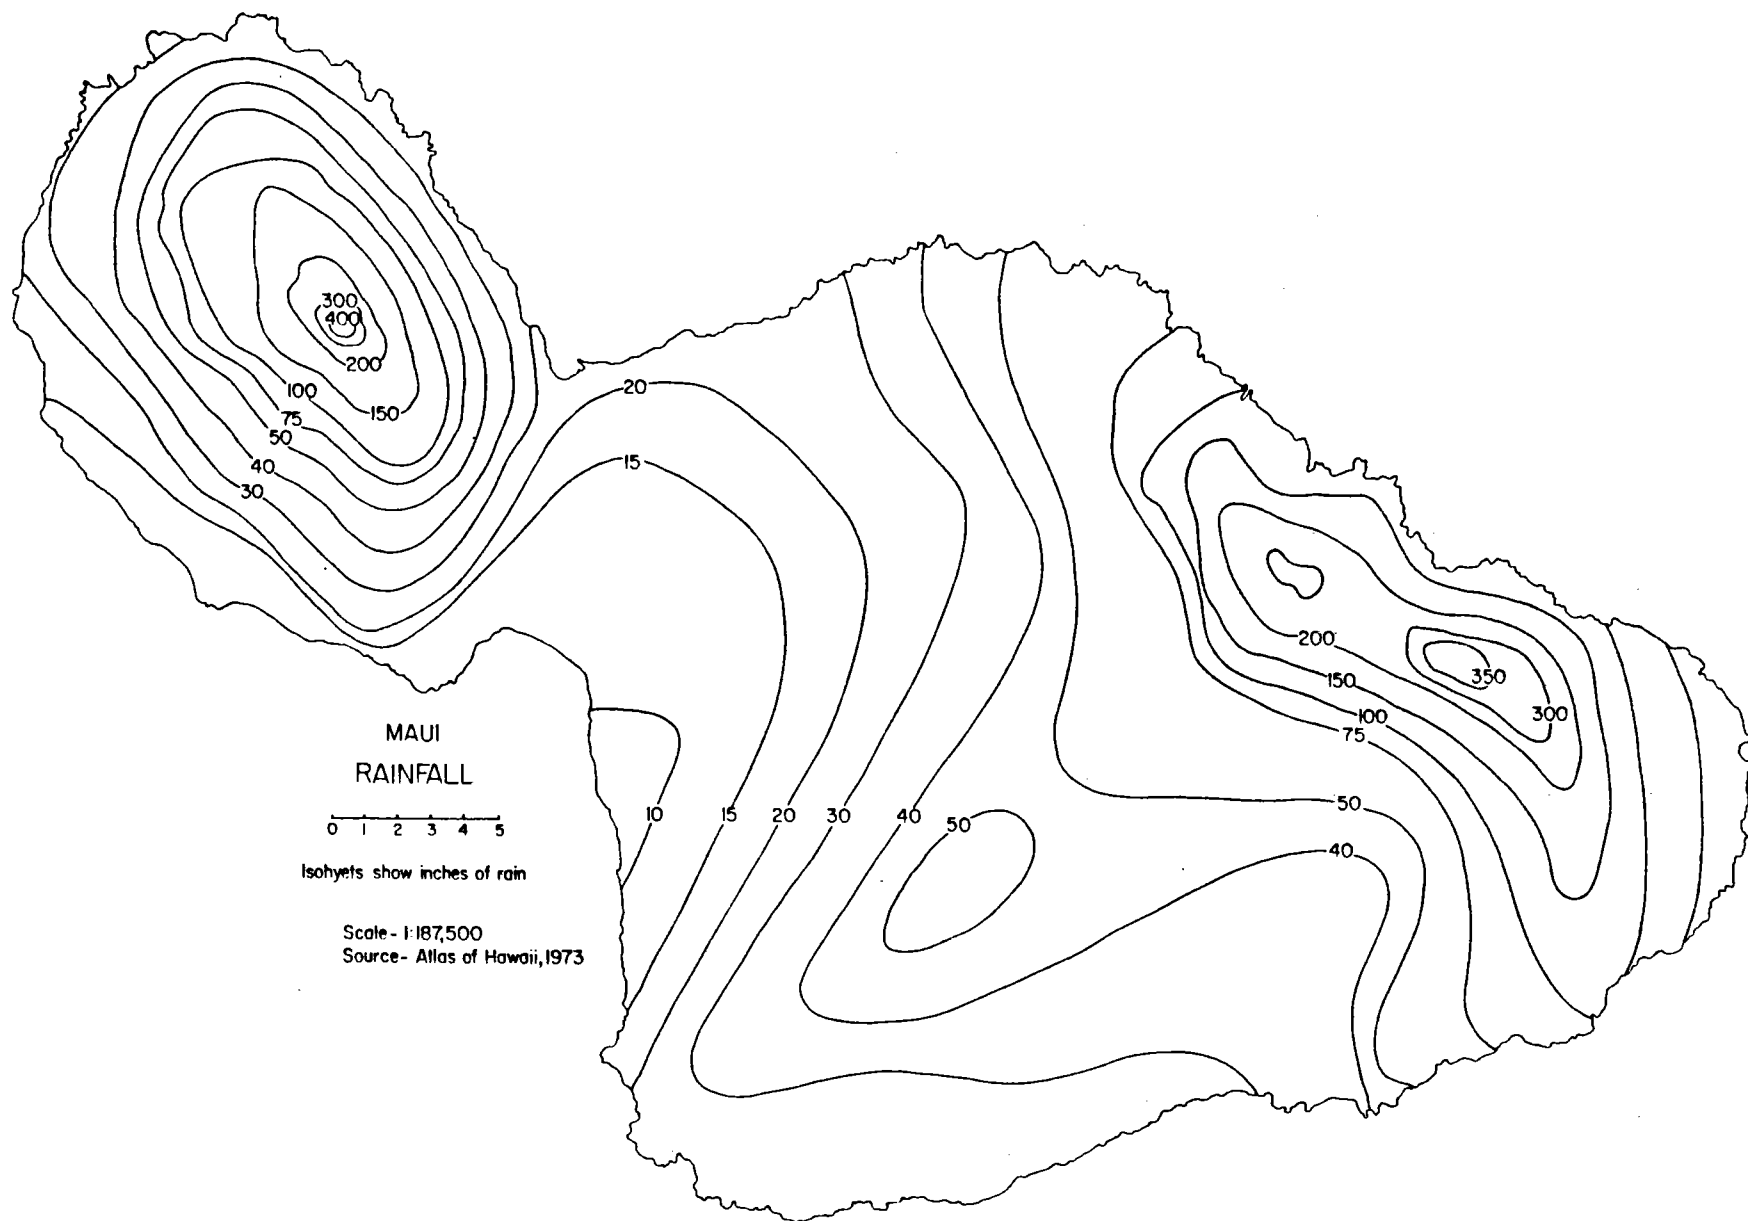 300
400
200
100
150
75
50
40
30
20
15
200
350
150
300
100
75
MAUI
RAINFALL
0 1 2 3 4 5
10 15 20 30 40 50
50
40
Isohyets show inches of rain
Scale - 1:187,500
Source - Atlas of Hawaii, 1973